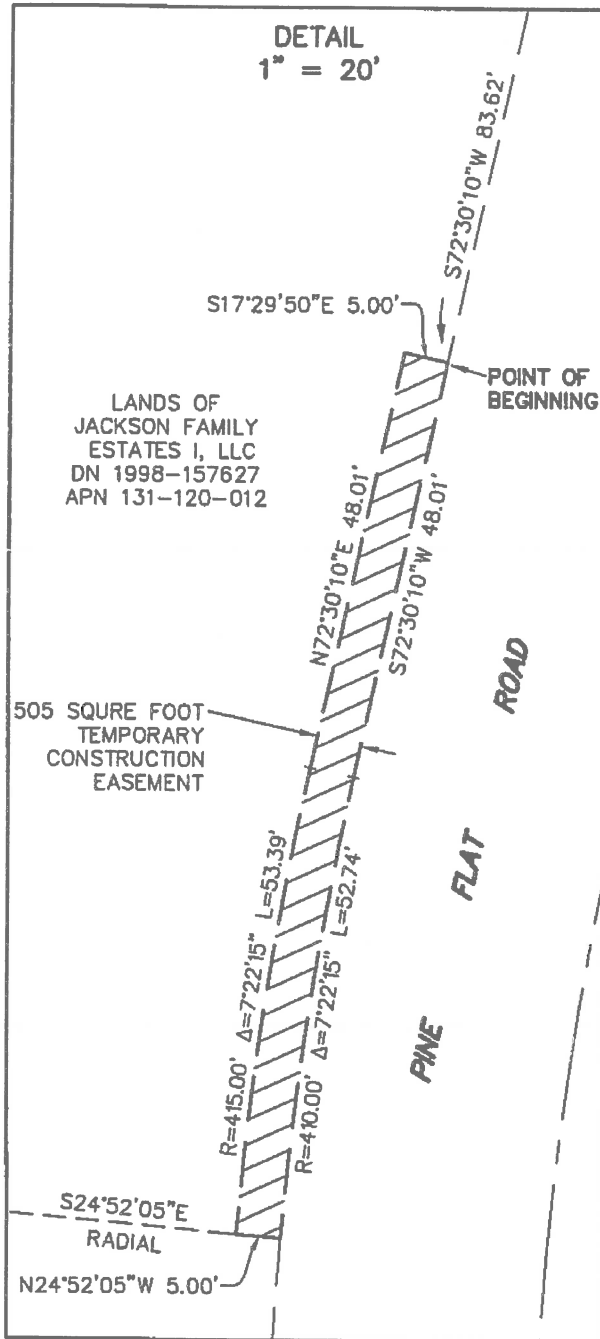 DETAIL
1" = 20'
S72°30'10"W 83.62'
S17°29'50"E 5.00'
POINT OF
BEGINNING
LANDS OF
JACKSON FAMILY
ESTATES I, LLC
DN 1998-157627
APN 131-120-012
N72°30'10"E 48.01'
S72°30'10"W 48.01'
505 SQURE FOOT
TEMPORARY
CONSTRUCTION
EASEMENT
PINE FLAT ROAD
R=415.00' Δ=7°22'15" L=53.39'
R=410.00' Δ=7°22'15" L=52.74'
S24°52'05"E
RADIAL
N24°52'05"W 5.00'